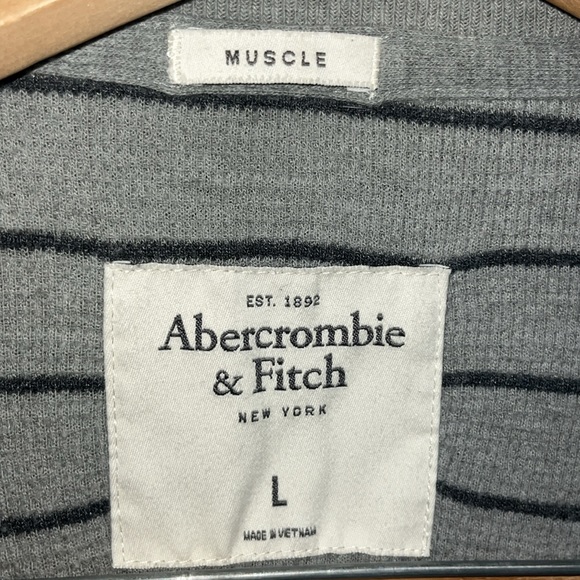 MUSCLE
EST. 1892
Abercrombie
& Fitch
NEW YORK
L
MADE IN VIETNAM